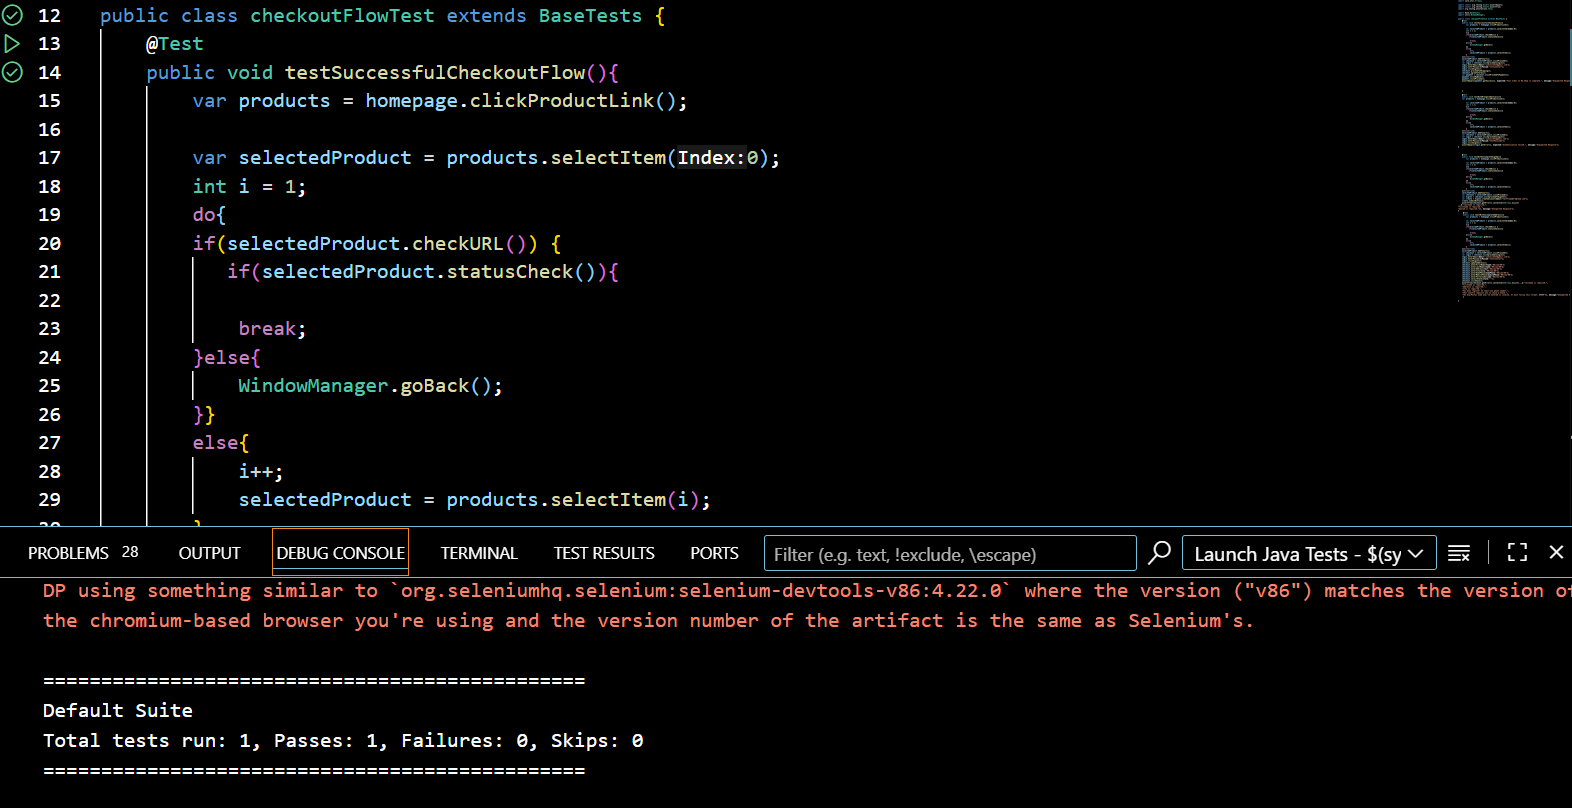 12 public class checkoutFlowTest extends BaseTests {
13 @Test
14 public void testSuccessfulCheckoutFlow(){
15 var products = homepage.clickProductLink();
16
17 var selectedProduct = products.selectItem(Index:0);
18 int i = 1;
19 do{
20 if(selectedProduct.checkURL()) {
21 if(selectedProduct.statusCheck()){
22
23 break;
24 }else{
25 WindowManager.goBack();
26 }}
27 else{
28 i++;
29 selectedProduct = products.selectItem(i);
PROBLEMS 28 OUTPUT DEBUG CONSOLE TERMINAL TEST RESULTS PORTS Filter (e.g. text, !exclude, \escape) Launch Java Tests - $(sy
DP using something similar to `org.seleniumhq.selenium:selenium-devtools-v86:4.22.0` where the version ("v86") matches the version of
the chromium-based browser you're using and the version number of the artifact is the same as Selenium's.
===============================================
Default Suite
Total tests run: 1, Passes: 1, Failures: 0, Skips: 0
===============================================